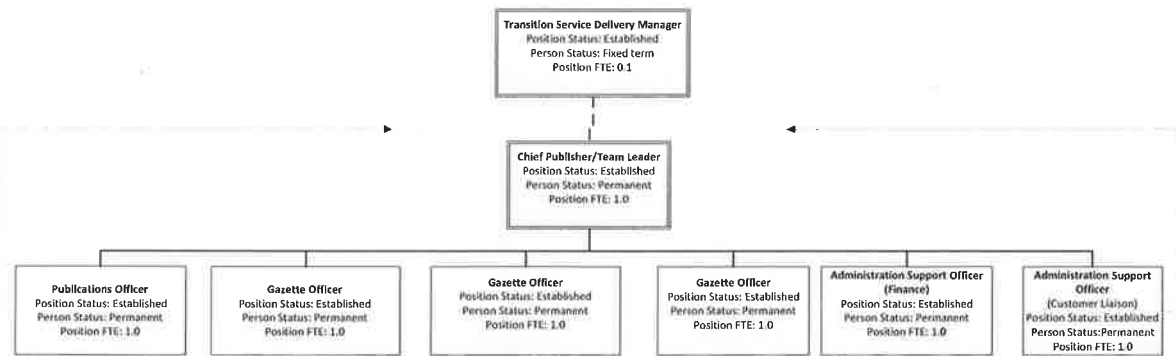 Transition Service Delivery Manager
Position Status: Established
Person Status: Fixed term
Position FTE: 0.1
Chief Publisher/Team Leader
Position Status: Established
Person Status: Permanent
Position FTE: 1.0
Publications Officer
Position Status: Established
Person Status: Permanent
Position FTE: 1.0
Gazette Officer
Position Status: Established
Person Status: Permanent
Position FTE: 1.0
Gazette Officer
Position Status: Established
Person Status: Permanent
Position FTE: 1.0
Gazette Officer
Position Status: Established
Person Status: Permanent
Position FTE: 1.0
Administration Support Officer
(Finance)
Position Status: Established
Person Status: Permanent
Position FTE: 1.0
Administration Support
Officer
(Customer Liaison)
Position Status: Established
Person Status:Permanent
Position FTE: 1.0